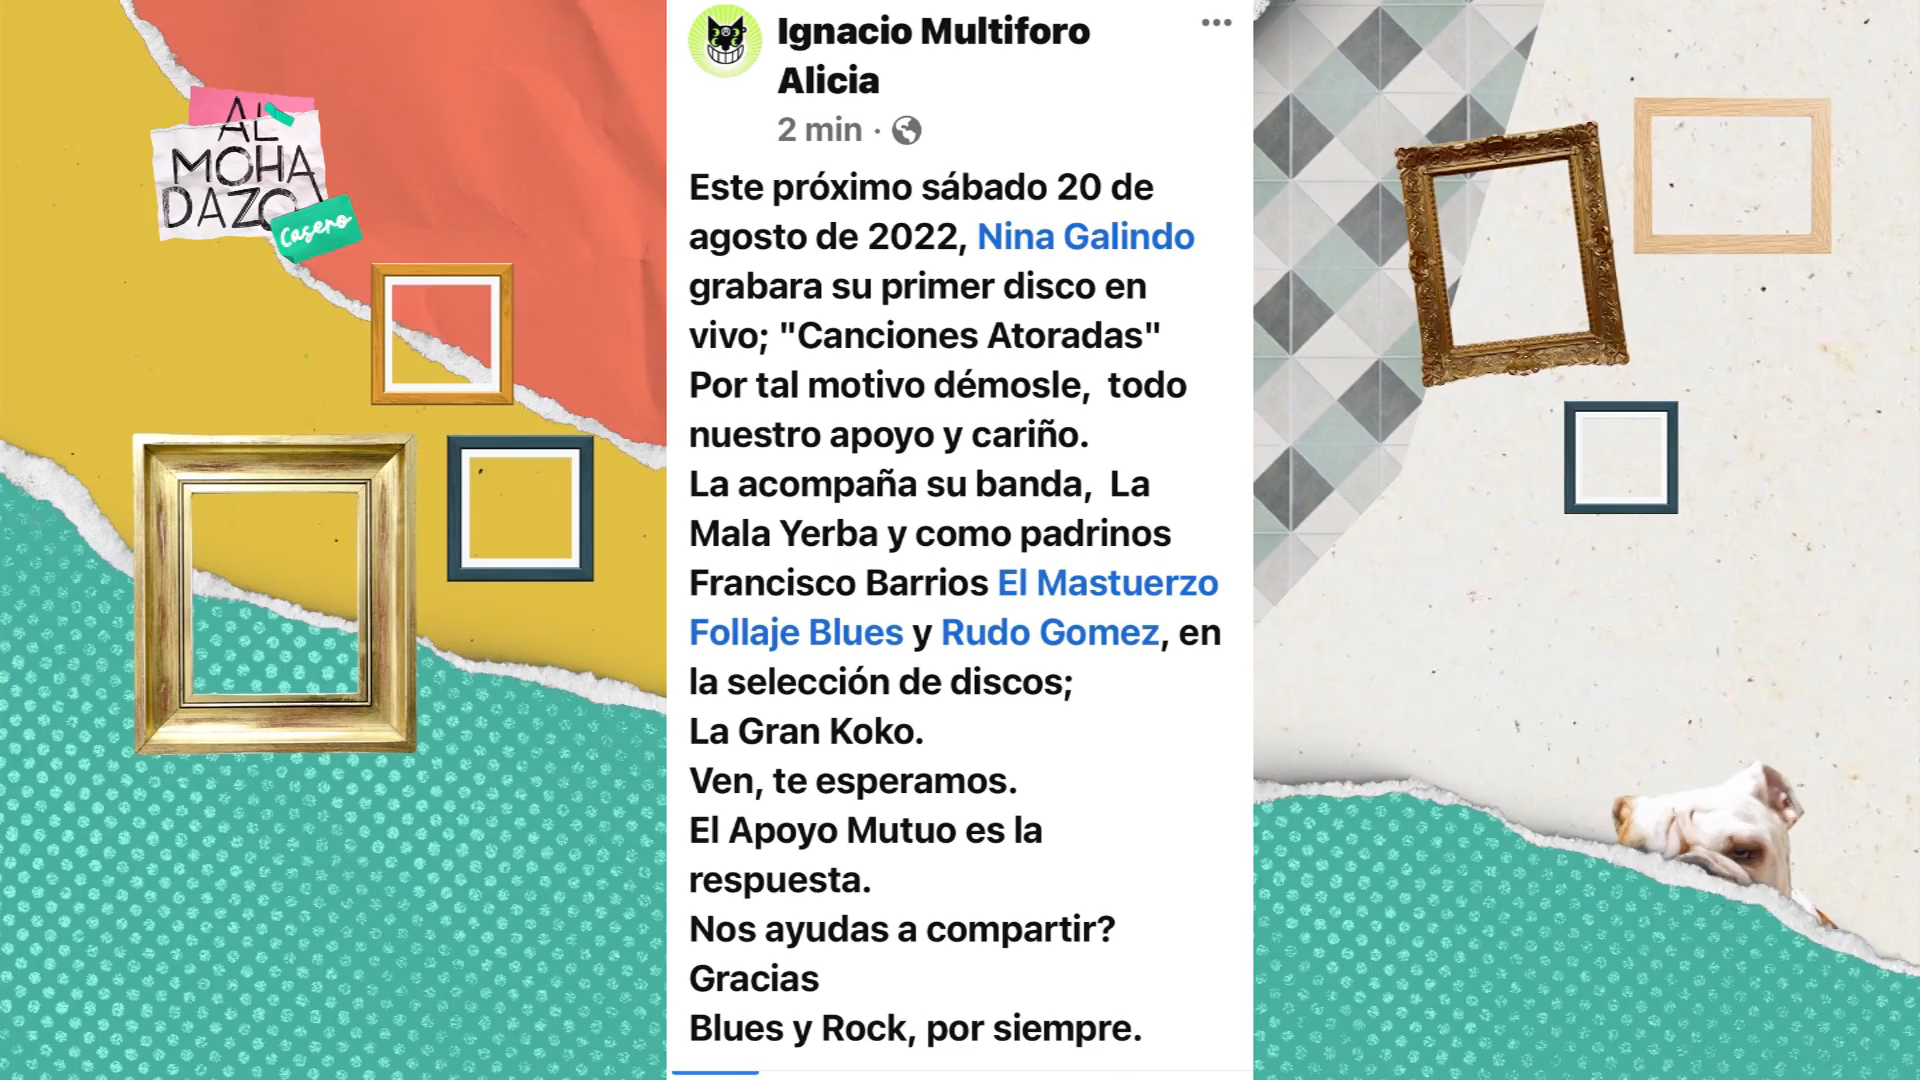 AL
MOHA
DAZO
Casero
Ignacio Multiforo
Alicia
2 min ·
Este próximo sábado 20 de
agosto de 2022, Nina Galindo
grabara su primer disco en
vivo; "Canciones Atoradas"
Por tal motivo démosle,  todo
nuestro apoyo y cariño.
La acompaña su banda,  La
Mala Yerba y como padrinos
Francisco Barrios El Mastuerzo
Follaje Blues y Rudo Gomez, en
la selección de discos;
La Gran Koko.
Ven, te esperamos.
El Apoyo Mutuo es la
respuesta.
Nos ayudas a compartir?
Gracias
Blues y Rock, por siempre.